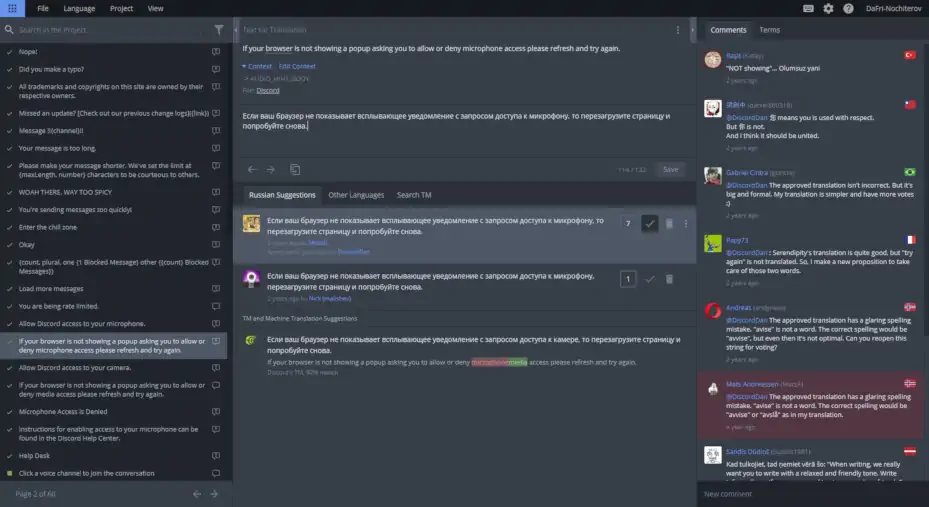 File Language Project View
DaFri-Nochiterov
Search in the Project
Nope!
Did you make a typo?
All trademarks and copyrights on this site are owned by their
respective owners.
Missed an update? [Check out our previous change logs]({link})
Message {{channel}}!
Your message is too long.
Please make your message shorter. We've set the limit at
{maxLength, number} characters to be courteous to others.
WOAH THERE. WAY TOO SPICY
You're sending messages too quickly!
Enter the chill zone
Okay
{count, plural, one {1 Blocked Message} other {{count} Blocked
Messages}}
Load more messages
You are being rate limited.
Allow Discord access to your microphone.
If your browser is not showing a popup asking you to allow or
deny microphone access please refresh and try again.
Allow Discord access to your camera.
If your browser is not showing a popup asking you to allow or
deny media access please refresh and try again.
Microphone Access is Denied
Instructions for enabling access to your microphone can be
found in the Discord Help Center.
Help Desk
Click a voice channel to join the conversation
Page 2 of 60
Text for Translation
If your browser is not showing a popup asking you to allow or deny microphone access please refresh and try again.
Context Edit Context
File: Discord
Если ваш браузер не показывает всплывающее уведомление с запросом доступа к микрофону, то перезагрузите страницу и
попробуйте снова.
Save
Russian Suggestions Other Languages Search TM
Если ваш браузер не показывает всплывающее уведомление с запросом доступа к микрофону, то
перезагрузите страницу и попробуйте снова.
7
Если ваш браузер не показывает всплывающее уведомление с запросом доступа к микрофону,
перезагрузите страницу и попробуйте снова.
1
2 years ago by Nick (malishev)
TM and Machine Translation Suggestions
Если ваш браузер не показывает всплывающее уведомление с запросом доступа к камере, то перезагрузите страницу и
попробуйте снова.
If your browser is not showing a popup asking you to allow or deny microphone media access please refresh and try again.
Discord's TM,
Comments Terms
"NOT showing"... Olumsuz yani
2 years ago
@DiscordDan 您 means you is used with respect.
But 你 is not.
And I think it should be united.
2 years ago
Gabriel Cintra
@DiscordDan The approved translation isn't incorrect. But it's
big and formal. My translation is simpler and have more votes
:)
2 years ago
Papy73
@DiscordDan : Serendipity's translation is quite good, but "try
again" is not translated. So, I make a new proposition to take
care of those two words.
2 years ago
Andreas
@DiscordDan The approved translation has a glaring spelling
mistake. "avise" is not a word. The correct spelling would be
"avvise", but even then it's not optimal. Can you reopen this
string for voting?
2 years ago
Mats Andreassen
@DiscordDan The approved translation has a glaring spelling
mistake. "avise" is not a word. The correct spelling would be
"avvise" or "avslå" as in my translation.
a year ago
Kad tulkojiet, tad ņemiet vērā šo: "When writing, we really
want you to write with a relaxed and friendly tone. Write
New comment